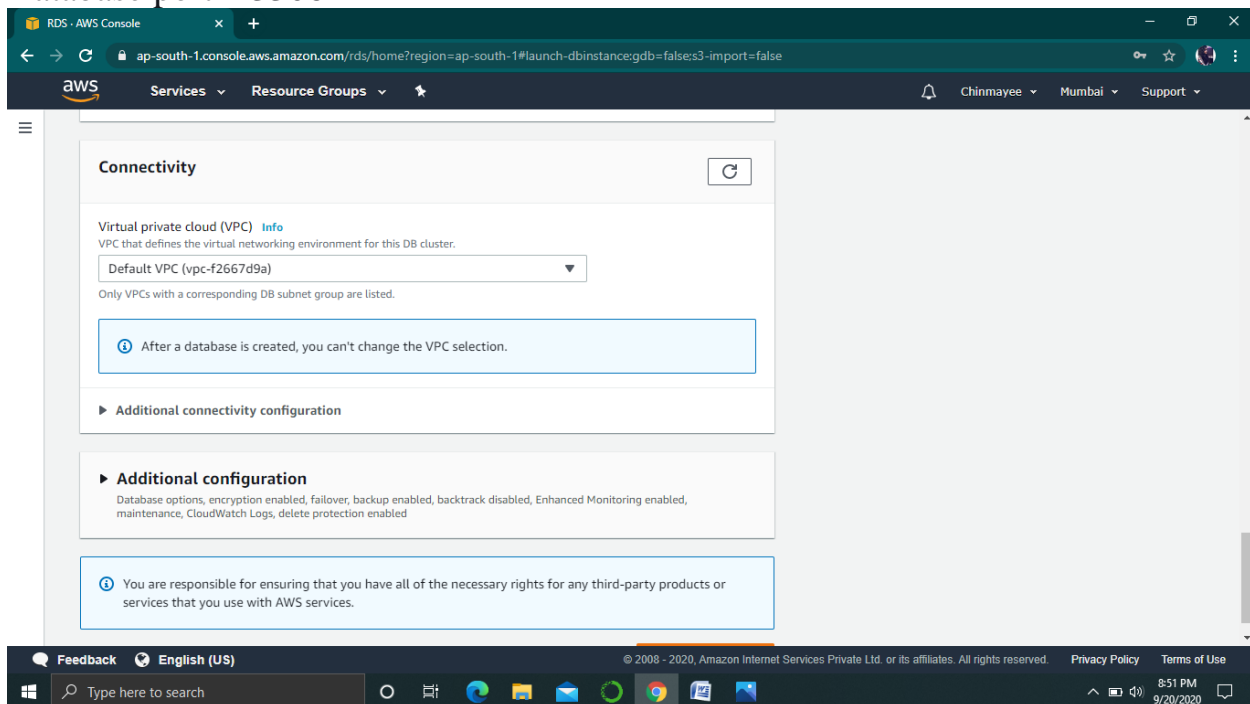 RDS · AWS Console
ap-south-1.console.aws.amazon.com/rds/home?region=ap-south-1#launch-dbinstance:gdb=false;s3-import=false
aws Services Resource Groups Chinmayee Mumbai Support
Connectivity
Virtual private cloud (VPC) Info
VPC that defines the virtual networking environment for this DB cluster.
Default VPC (vpc-f2667d9a)
Only VPCs with a corresponding DB subnet group are listed.
After a database is created, you can't change the VPC selection.
Additional connectivity configuration
Additional configuration
Database options, encryption enabled, failover, backup enabled, backtrack disabled, Enhanced Monitoring enabled,
maintenance, CloudWatch Logs, delete protection enabled
You are responsible for ensuring that you have all of the necessary rights for any third-party products or
services that you use with AWS services.
Feedback English (US) © 2008 - 2020, Amazon Internet Services Private Ltd. or its affiliates. All rights reserved. Privacy Policy Terms of Use
Type here to search 8:51 PM
9/20/2020